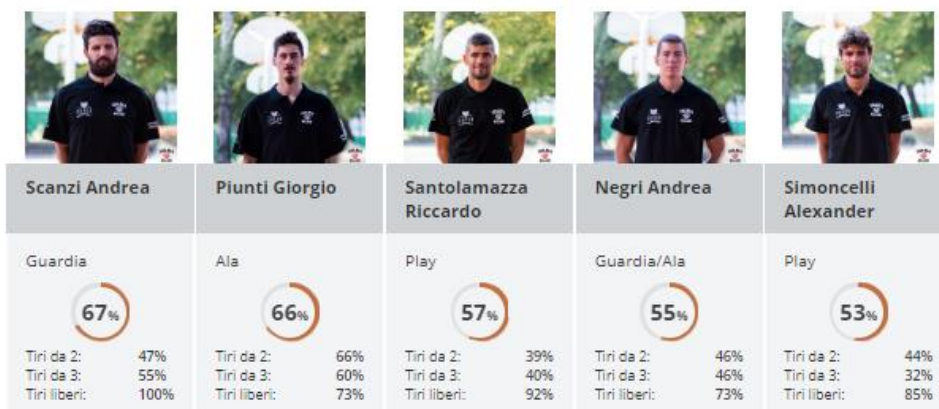 Scanzi Andrea
Piunti Giorgio
Santolamazza
Riccardo
Negri Andrea
Simoncelli
Alexander
Guardia
Ala
Play
Guardia/Ala
Play
67%
66%
57%
55%
53%
Tiri da 2: 47%
Tiri da 3: 55%
Tiri liberi: 100%
Tiri da 2: 66%
Tiri da 3: 60%
Tiri liberi: 73%
Tiri da 2: 39%
Tiri da 3: 40%
Tiri liberi: 92%
Tiri da 2: 46%
Tiri da 3: 46%
Tiri liberi: 73%
Tiri da 2: 44%
Tiri da 3: 32%
Tiri liberi: 85%